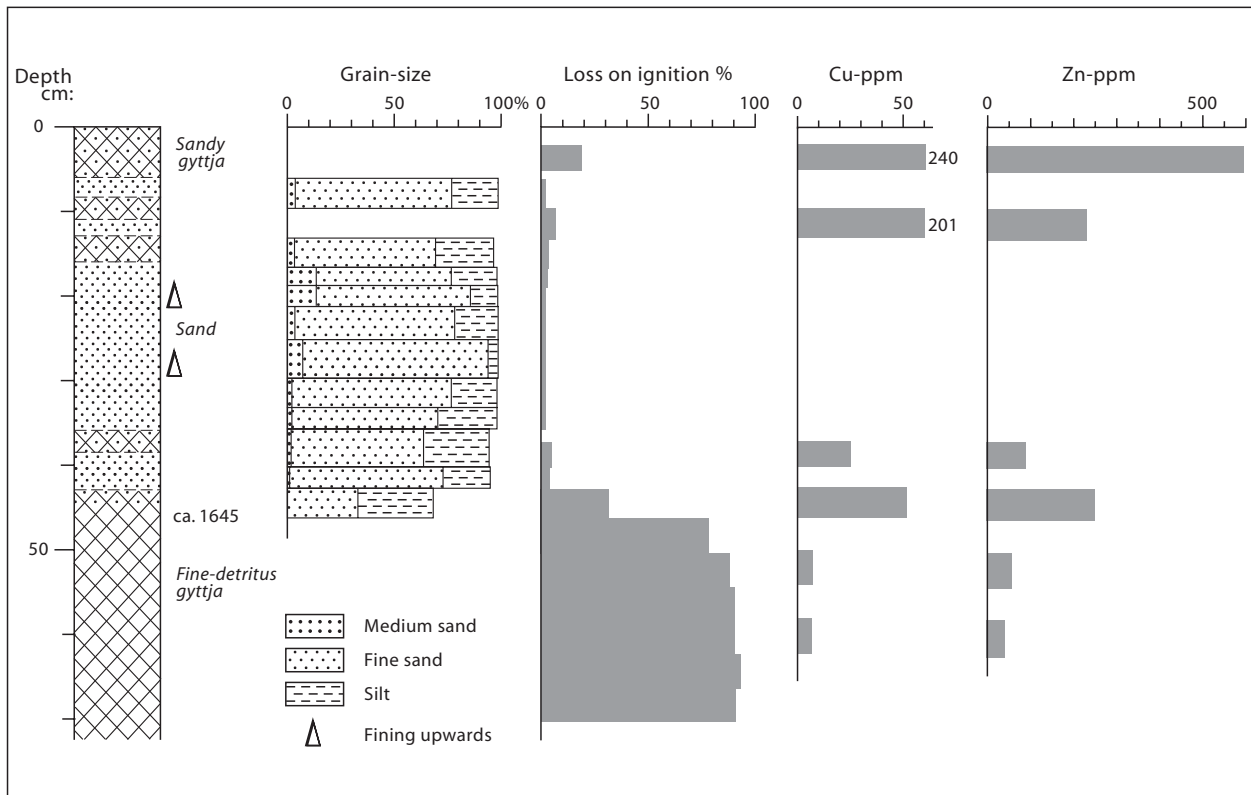 Depth
cm:
Grain-size
Loss on ignition %
Cu-ppm
Zn-ppm
0 50 100%
0 50 100
0 50
0 500
0
Sandy
gyttja
240
201
Sand
ca. 1645
50
Fine-detritus
gyttja
Medium sand
Fine sand
Silt
Fining upwards